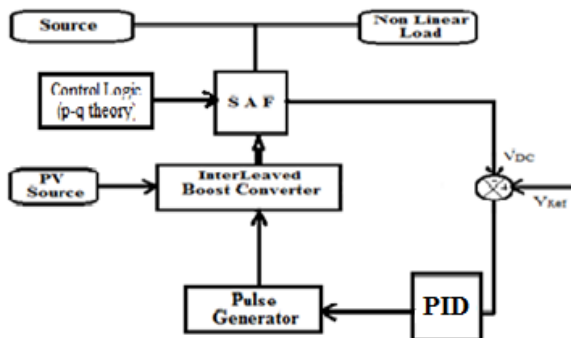 Source
Non Linear
Load
Control Logic
(p-q theory)
S A F
InterLeaved
Boost Converter
PV
Source
VDC
VRef
Pulse
Generator
PID